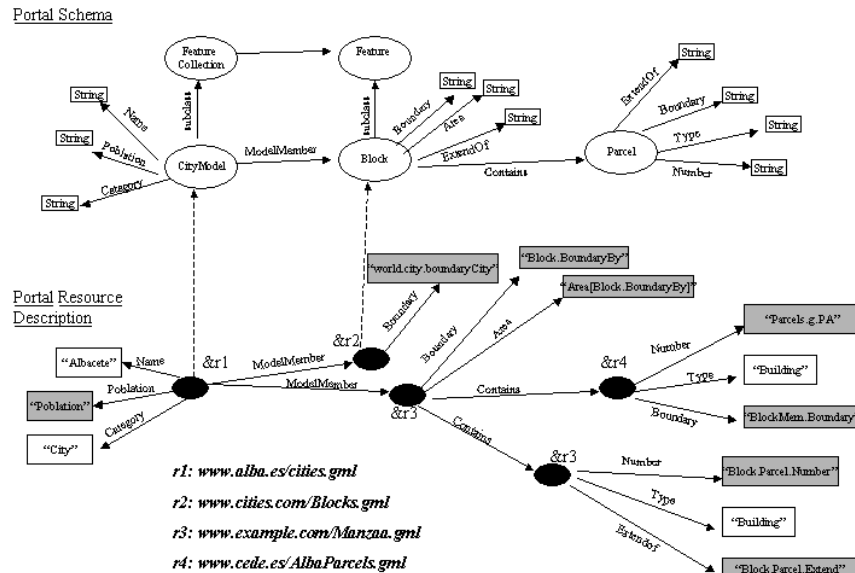 Portal Schema
Feature
Collection
Feature
String
String
String
String
String
String
String
String
String
String
Name
Poblation
Category
subclass
subclass
Boundary
Area
ExtendOf
ExtendOf
Boundary
Type
Number
CityModel
ModelMember
Block
Contains
Parcel
Portal Resource
Description
"world.city.boundaryCity"
"Block.BoundaryBy"
"Area[Block.BoundaryBy]"
"Parcels.g.PA"
"Albacete"
Name
&r1
ModelMember
&r2
Boundary
Boundary
Area
&r4
Number
"Poblation"
Poblation
ModelMember
&r3
Contains
Type
"Building"
Category
Boundary
"BlockMem.Boundary
"City"
Contains
&r3
Number
"Block.Parcel.Number"
Type
"Building"
Extendof
"Block.Parcel.Extend"
r1: www.alba.es/cities.gml
r2: www.cities.com/Blocks.gml
r3: www.example.com/Manzaa.gml
r4: www.cede.es/AlbaParcels.gml